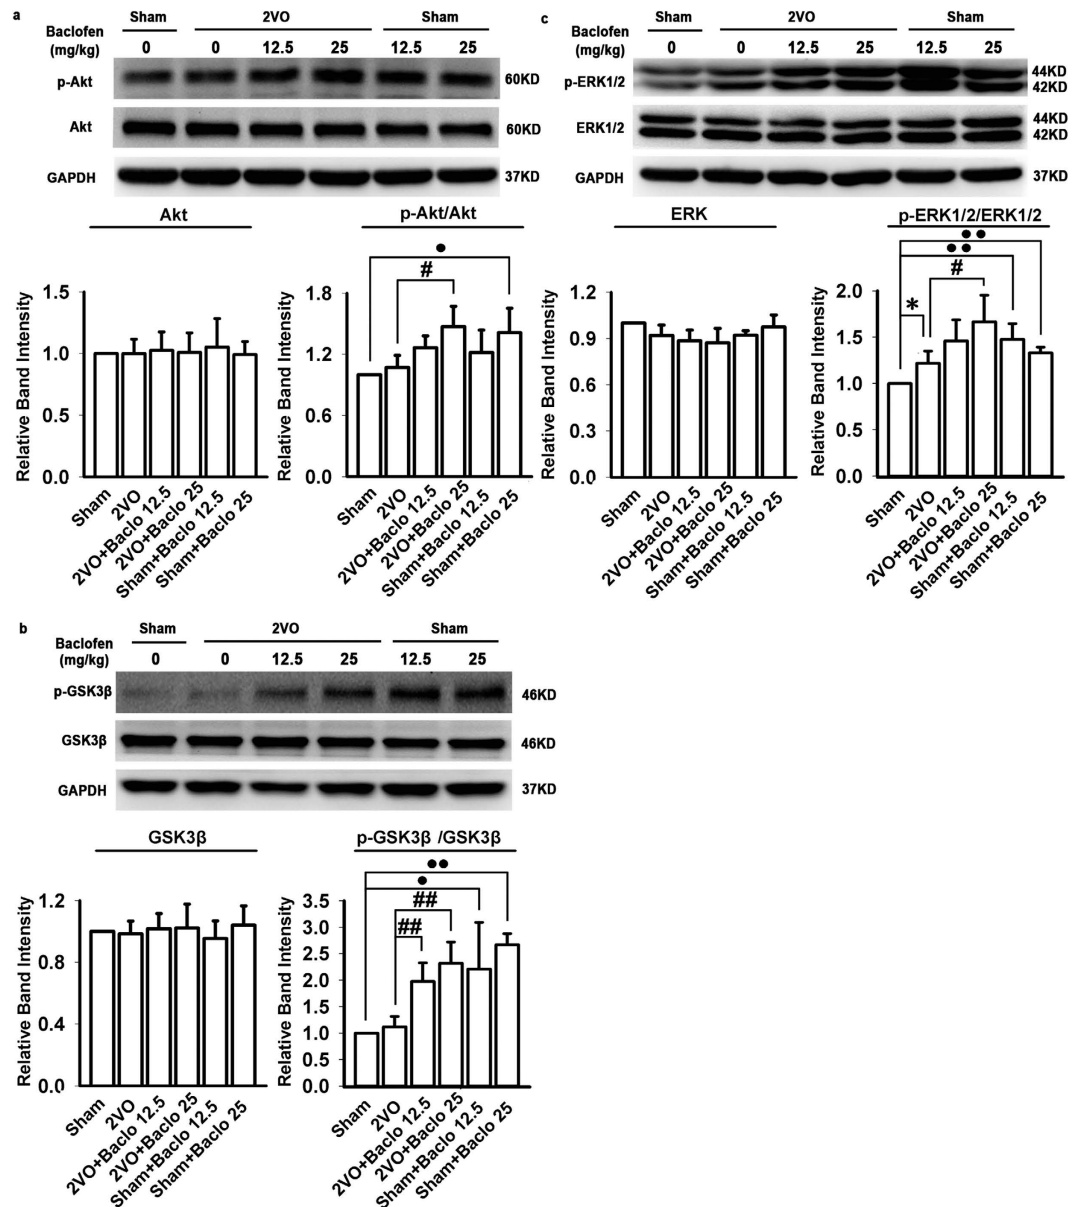 a
Sham 2VO Sham
Baclofen
(mg/kg) 0 0 12.5 25 12.5 25
p-Akt 60KD
Akt 60KD
GAPDH 37KD
Akt
Relative Band Intensity
1.5
1.0
0.5
0.0
Sham
2VO
2VO+Baclo 12.5
2VO+Baclo 25
Sham+Baclo 12.5
Sham+Baclo 25
p-Akt/Akt
•
#
Relative Band Intensity
1.8
1.2
0.6
0.0
Sham
2VO
2VO+Baclo 12.5
2VO+Baclo 25
Sham+Baclo 12.5
Sham+Baclo 25
c
Sham 2VO Sham
Baclofen
(mg/kg) 0 0 12.5 25 12.5 25
p-ERK1/2 44KD
42KD
ERK1/2 44KD
42KD
GAPDH 37KD
ERK
Relative Band Intensity
1.2
0.9
0.6
0.3
0.0
Sham
2VO
2VO+Baclo 12.5
2VO+Baclo 25
Sham+Baclo 12.5
Sham+Baclo 25
p-ERK1/2/ERK1/2
••
••
#
*
Relative Band Intensity
2.0
1.5
1.0
0.5
0.0
Sham
2VO
2VO+Baclo 12.5
2VO+Baclo 25
Sham+Baclo 12.5
Sham+Baclo 25
b
Sham 2VO Sham
Baclofen
(mg/kg) 0 0 12.5 25 12.5 25
p-GSK3β 46KD
GSK3β 46KD
GAPDH 37KD
GSK3β
Relative Band Intensity
1.2
0.8
0.4
0.0
Sham
2VO
2VO+Baclo 12.5
2VO+Baclo 25
Sham+Baclo 12.5
Sham+Baclo 25
p-GSK3β /GSK3β
••
•
##
##
Relative Band Intensity
3.5
3.0
2.5
2.0
1.5
1.0
0.5
0.0
Sham
2VO
2VO+Baclo 12.5
2VO+Baclo 25
Sham+Baclo 12.5
Sham+Baclo 25